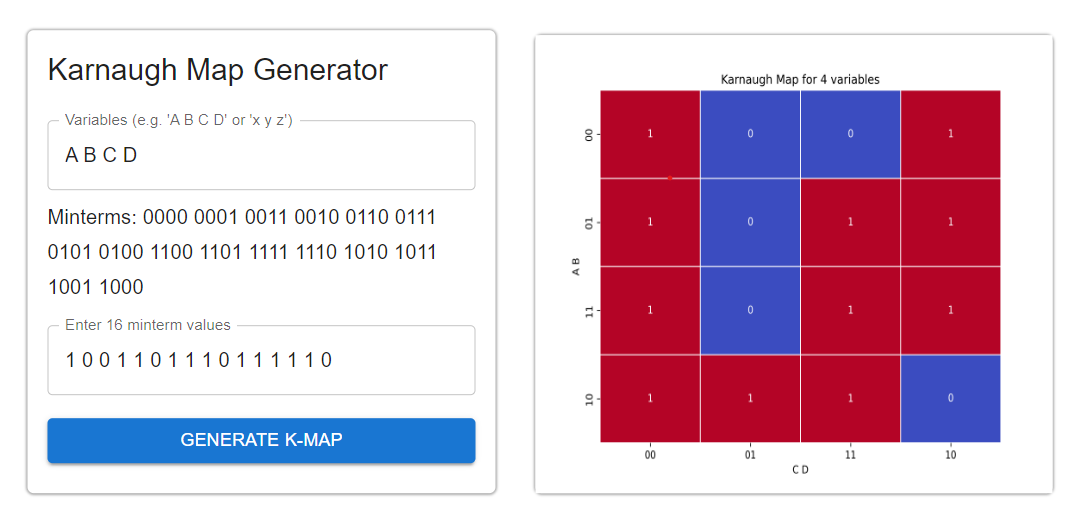 Karnaugh Map Generator
Variables (e.g. 'A B C D' or 'x y z')
A B C D
Minterms: 0000 0001 0011 0010 0110 0111
0101 0100 1100 1101 1111 1110 1010 1011
1001 1000
Enter 16 minterm values
1 0 0 1 1 0 1 1 1 0 1 1 1 1 1 0
GENERATE K-MAP
Karnaugh Map for 4 variables
00 1 0 0 1
01 1 0 1 1
A B
11 1 0 1 1
10 1 1 1 0
00 01 11 10
C D